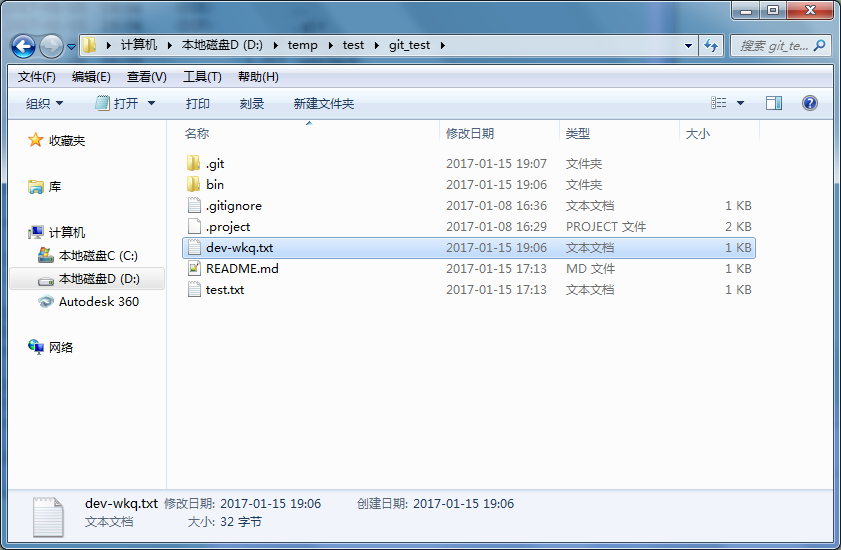 计算机 本地磁盘D (D:) temp test git_test 搜索 git_te...
文件(F) 编辑(E) 查看(V) 工具(T) 帮助(H)
组织 打开 打印 刻录 新建文件夹
收藏夹
库
计算机
本地磁盘C (C:)
本地磁盘D (D:)
Autodesk 360
网络
名称 修改日期 类型 大小
.git 2017-01-15 19:07 文件夹
bin 2017-01-15 19:06 文件夹
.gitignore 2017-01-08 16:36 文本文档 1 KB
.project 2017-01-08 16:29 PROJECT 文件 2 KB
dev-wkq.txt 2017-01-15 19:06 文本文档 1 KB
README.md 2017-01-15 17:13 MD 文件 1 KB
test.txt 2017-01-15 17:13 文本文档 1 KB
dev-wkq.txt 修改日期: 2017-01-15 19:06 创建日期: 2017-01-15 19:06
文本文档 大小: 32 字节